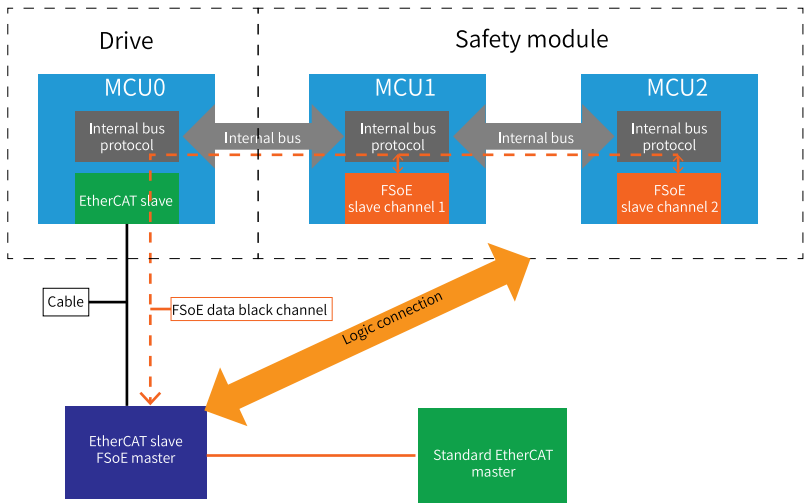 Drive
Safety module
MCU0
MCU1
MCU2
Internal bus
protocol
Internal bus
Internal bus
protocol
Internal bus
Internal bus
protocol
EtherCAT slave
FSoE
slave channel 1
FSoE
slave channel 2
Cable
FSoE data black channel
Logic connection
EtherCAT slave
FSoE master
Standard EtherCAT
master